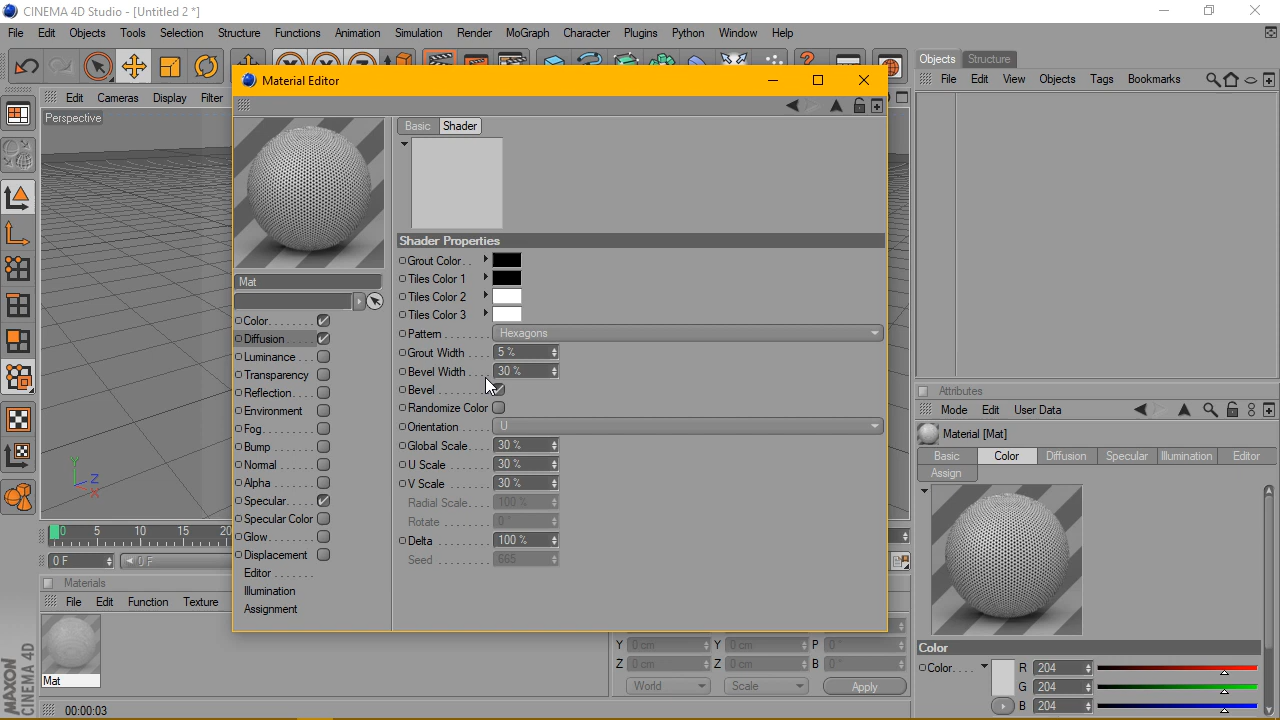 CINEMA 4D Studio - [Untitled 2 *]
File Edit Objects Tools Selection Structure Functions Animation Simulation Render MoGraph Character Plugins Python Window Help
Objects Structure
File Edit View Objects Tags Bookmarks
Edit Cameras Display Filter
Perspective
Material Editor
Basic Shader
Shader Properties
Grout Color. .
Tiles Color 1
Tiles Color 2
Tiles Color 3
Pattern. . . . . . . . Hexagons
Grout Width . . . . 5 %
Bevel Width . . . . 30 %
Bevel . . . . . . . . .
Randomize Color
Orientation. . . . . . U
Global Scale. . . . 30 %
U Scale . . . . . . . 30 %
V Scale . . . . . . . 30 %
Radial Scale. . . . 100 %
Rotate . . . . . . . . 0 °
Delta . . . . . . . . . 100 %
Seed . . . . . . . . . 665
Mat
Color. . . . . . . .
Diffusion . . . . .
Luminance. . .
Transparency
Reflection. . . .
Environment
Fog. . . . . . . . .
Bump. . . . . . .
Normal . . . . . .
Alpha. . . . . . .
Specular. . . . .
Specular Color
Glow. . . . . . . .
Displacement
Editor . . . . . . .
Illumination
Assignment
Attributes
Mode Edit User Data
Material [Mat]
Basic Color Diffusion Specular Illumination Editor
Assign
Color
Color. . . . R 204
G 204
B 204
0 5 10 15 20
0 F 0 F
Materials
File Edit Function Texture
Mat
Y 0 cm Y 0 cm P 0 °
Z 0 cm Z 0 cm B 0 °
World Scale Apply
X Y Z
MAXON
CINEMA 4D
00:00:03